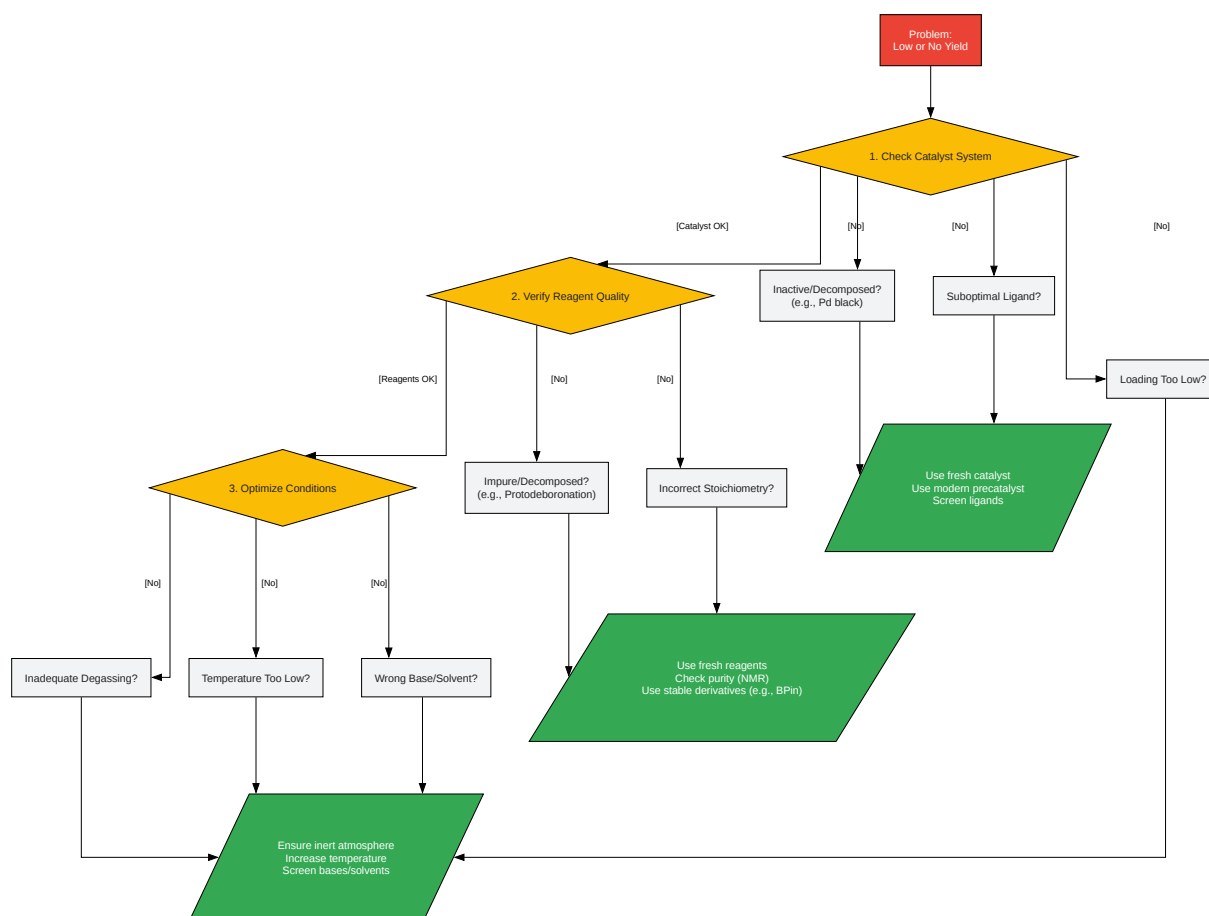 Problem:
Low or No Yield
1. Check Catalyst System
[Catalyst OK]
[No]
[No]
[No]
2. Verify Reagent Quality
Inactive/Decomposed?
(e.g., Pd black)
Suboptimal Ligand?
[Reagents OK]
[No]
[No]
Loading Too Low?
3. Optimize Conditions
Impure/Decomposed?
(e.g., Protodeboronation)
Incorrect Stoichiometry?
Use fresh catalyst
Use modern precatalyst
Screen ligands
[No]
[No]
[No]
Inadequate Degassing?
Temperature Too Low?
Wrong Base/Solvent?
Use fresh reagents
Check purity (NMR)
Use stable derivatives (e.g., BPin)
Ensure inert atmosphere
Increase temperature
Screen bases/solvents